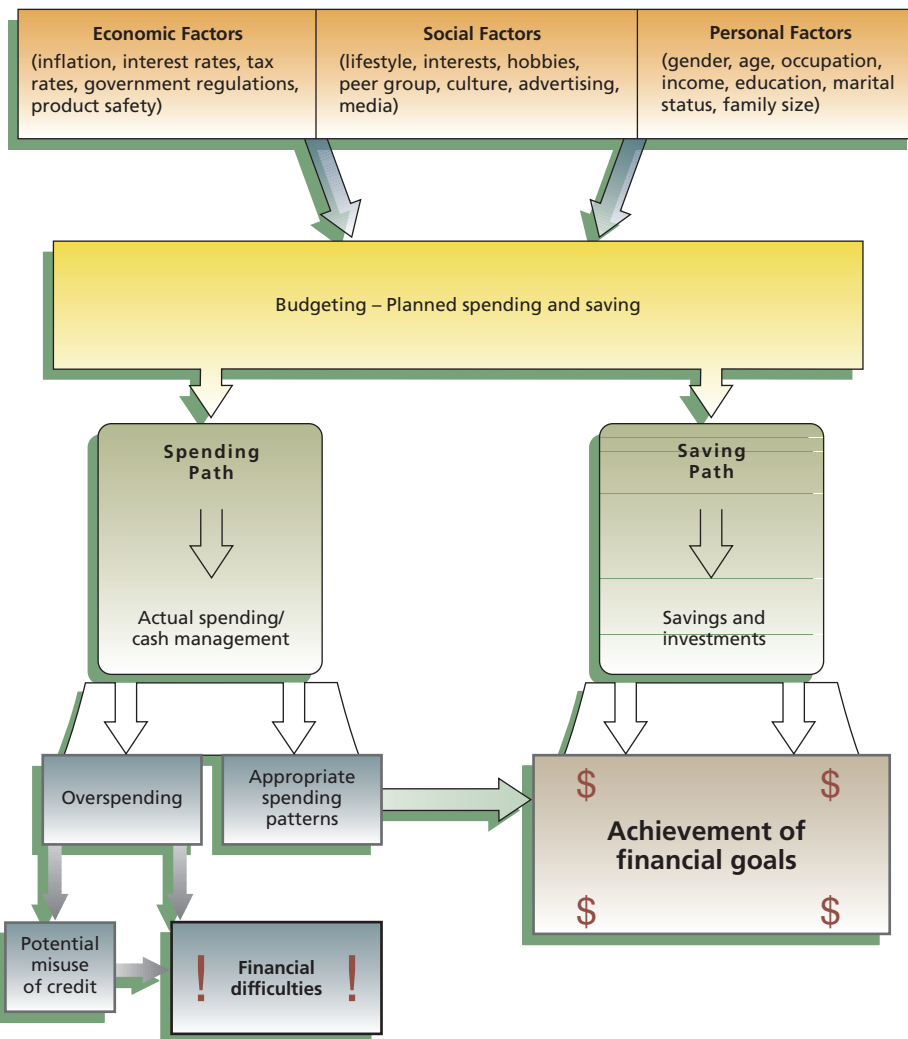 Economic Factors
(inflation, interest rates, tax
rates, government regulations,
product safety)
Social Factors
(lifestyle, interests, hobbies,
peer group, culture, advertising,
media)
Personal Factors
(gender, age, occupation,
income, education, marital
status, family size)
Budgeting – Planned spending and saving
Spending
Path
Actual spending/
cash management
Saving
Path
Savings and
investments
Overspending
Appropriate
spending
patterns
$ $
Achievement of
financial goals
$ $
Potential
misuse
of credit
! Financial !
difficulties